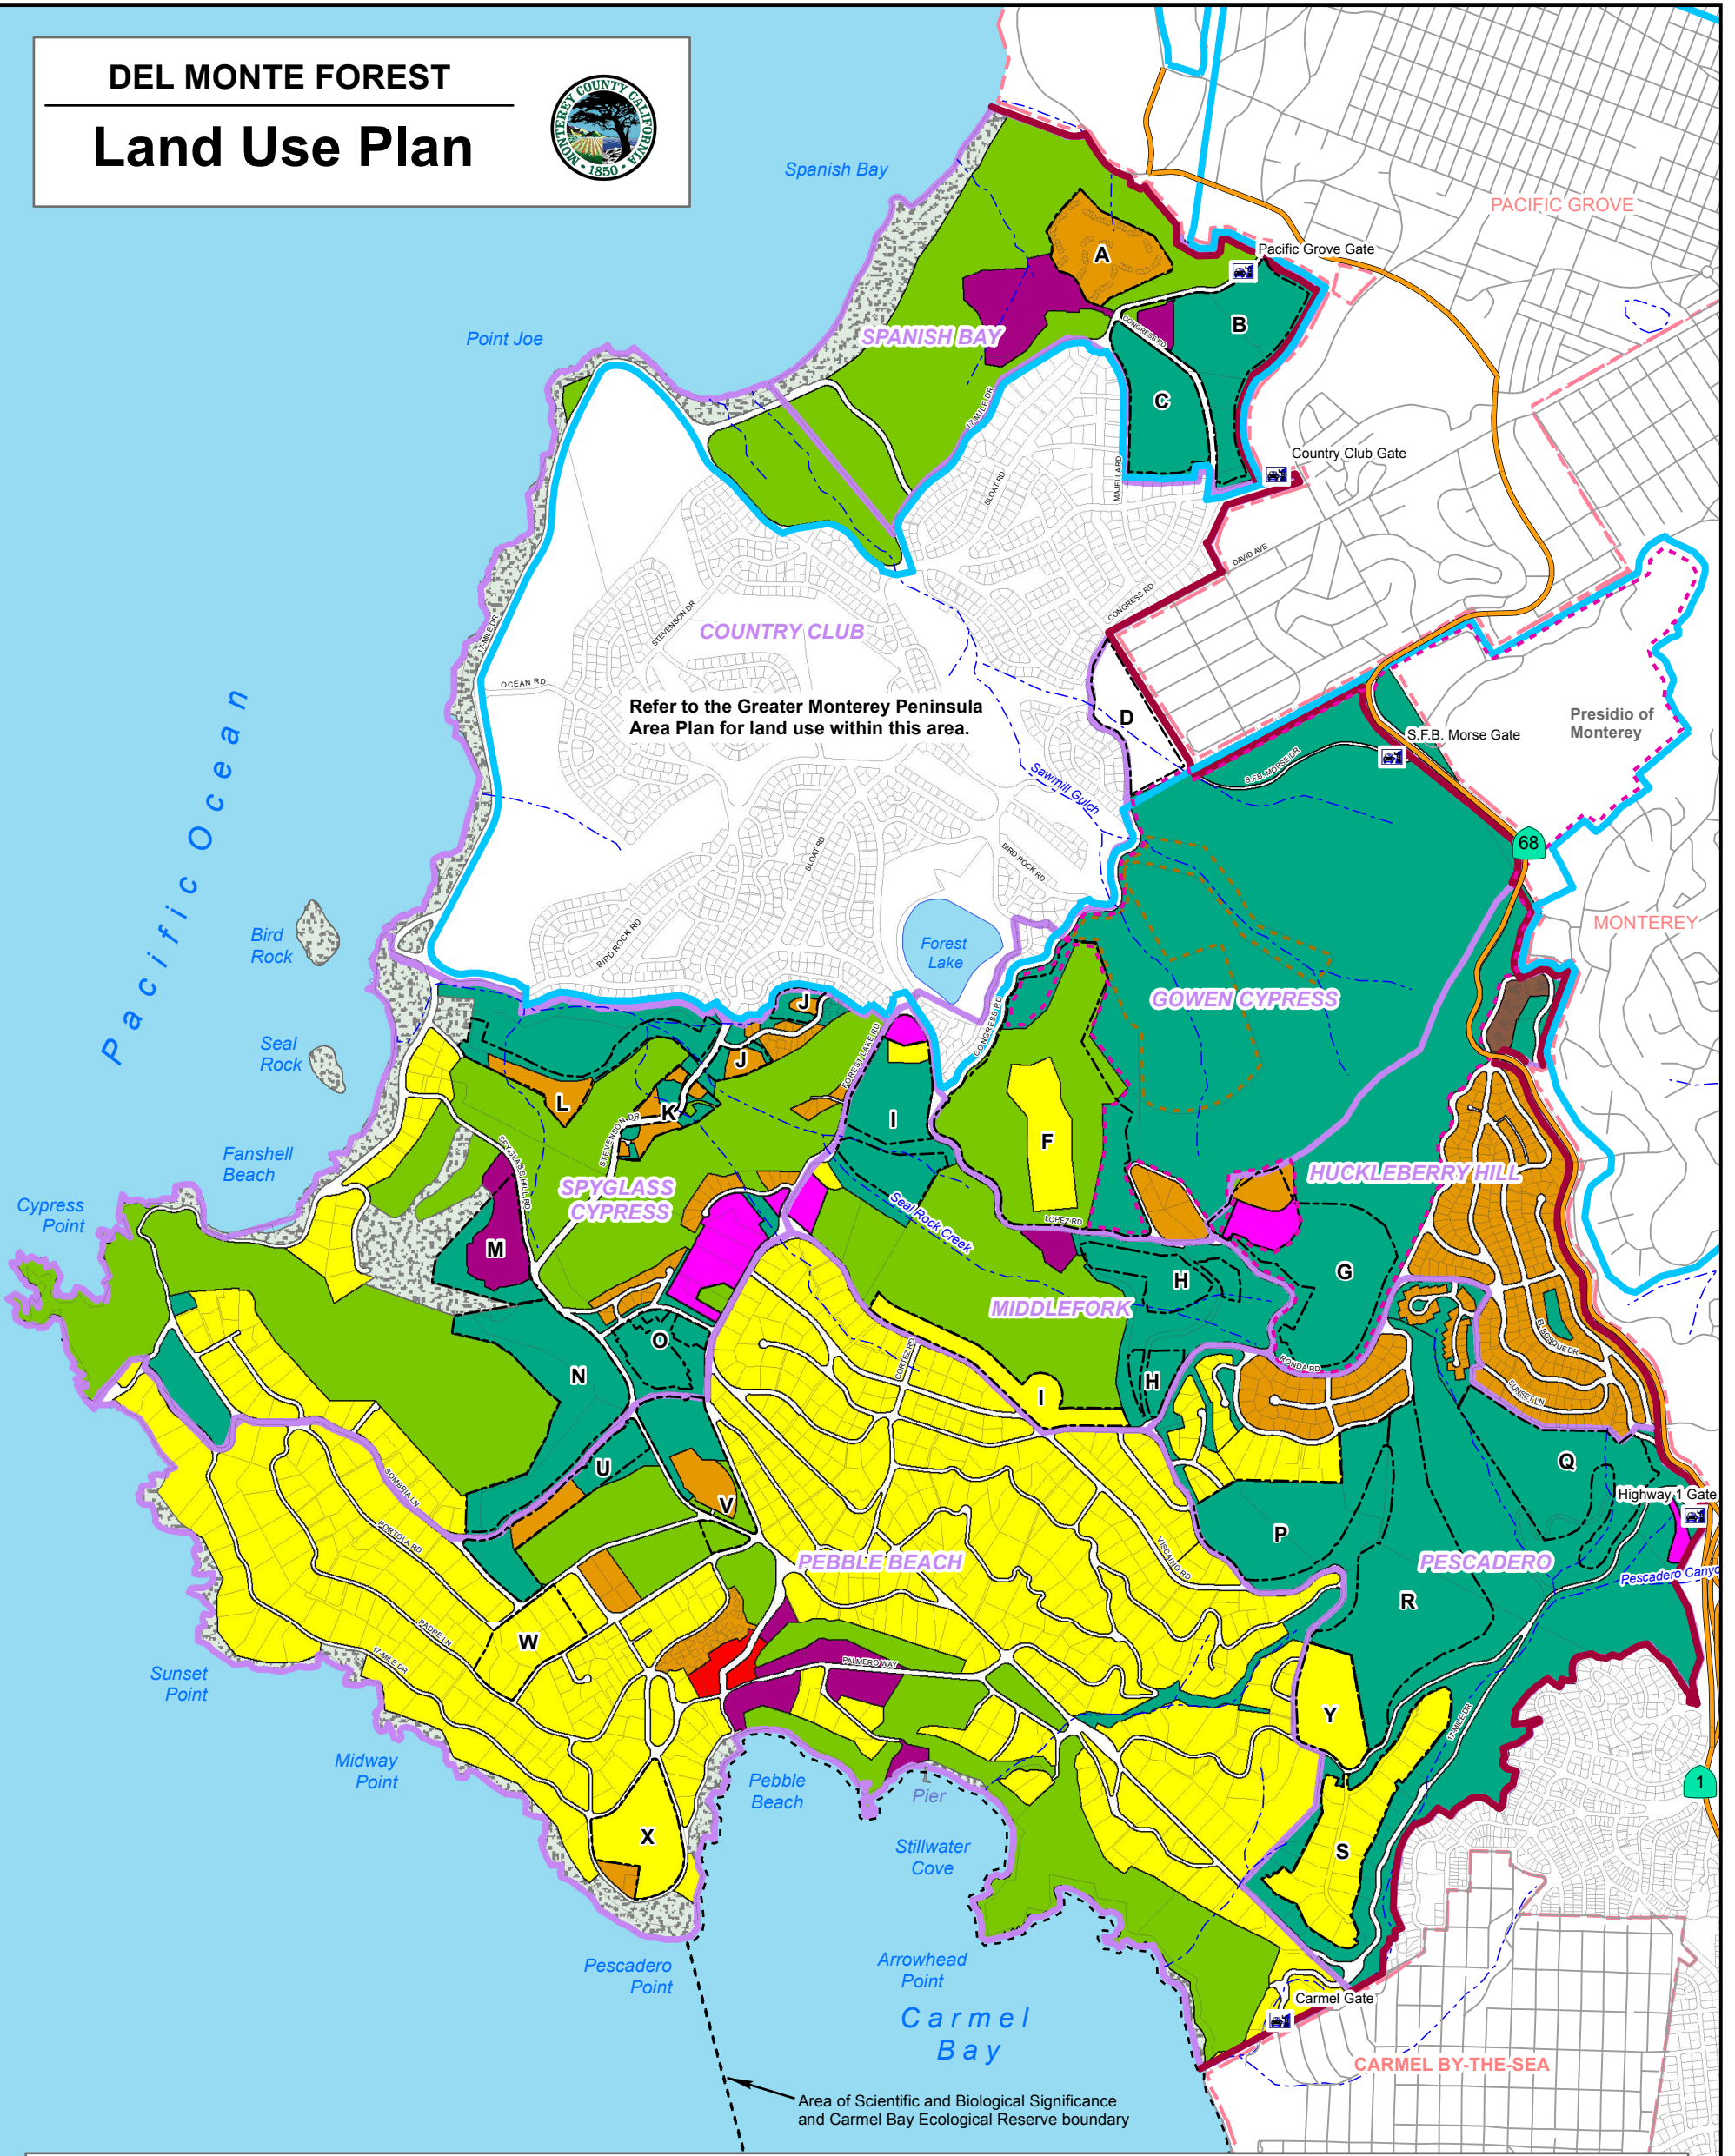 DEL MONTE FOREST
Land Use Plan
MONTEREY COUNTY CALIFORNIA
• 1850 •
Spanish Bay
PACIFIC GROVE
A
Pacific Grove Gate
B
SPANISH BAY
CONGRESS RD
Point Joe
C
17-MILE DR
Country Club Gate
SLOAT RD
MAJELLA RD
DAVID AVE
CONGRESS RD
STEVENSON DR
COUNTRY CLUB
17-MILE DR
OCEAN RD
Refer to the Greater Monterey Peninsula
Area Plan for land use within this area.
D
Presidio of
Monterey
S.F.B. Morse Gate
S.F.B. MORSE DR
Pacific Ocean
Sawmill Gulch
68
SLOAT RD
BIRD ROCK RD
MONTEREY
Bird
Rock
BIRD ROCK RD
Forest
Lake
GOWEN CYPRESS
J
CONGRESS RD
Seal
Rock
FOREST LAKE RD
J
L
K
I
STEVENSON DR
F
Fanshell
Beach
SPYGLASS HILL RD
HUCKLEBERRY HILL
SPYGLASS
CYPRESS
Cypress
Point
Seal Rock Creek
LOPEZ RD
M
H
G
MIDDLEFORK
O
EL BOSQUE DR
CORTEZ RD
RONDA RD
N
H
I
SUNSET LN
Q
U
SOMBRIA LN
Highway 1 Gate
V
PORTOLA RD
P
VISCAINO RD
PEBBLE BEACH
PESCADERO
Pescadero Canyo
R
PADRE LN
W
17-MILE DR
PALMERO WAY
Sunset
Point
Y
17-MILE DR
Midway
Point
Pebble
Beach
Pier
1
X
Stillwater
Cove
S
Pescadero
Point
Arrowhead
Point
Carmel Gate
Carmel
Bay
CARMEL BY-THE-SEA
Area of Scientific and Biological Significance
and Carmel Bay Ecological Reserve boundary